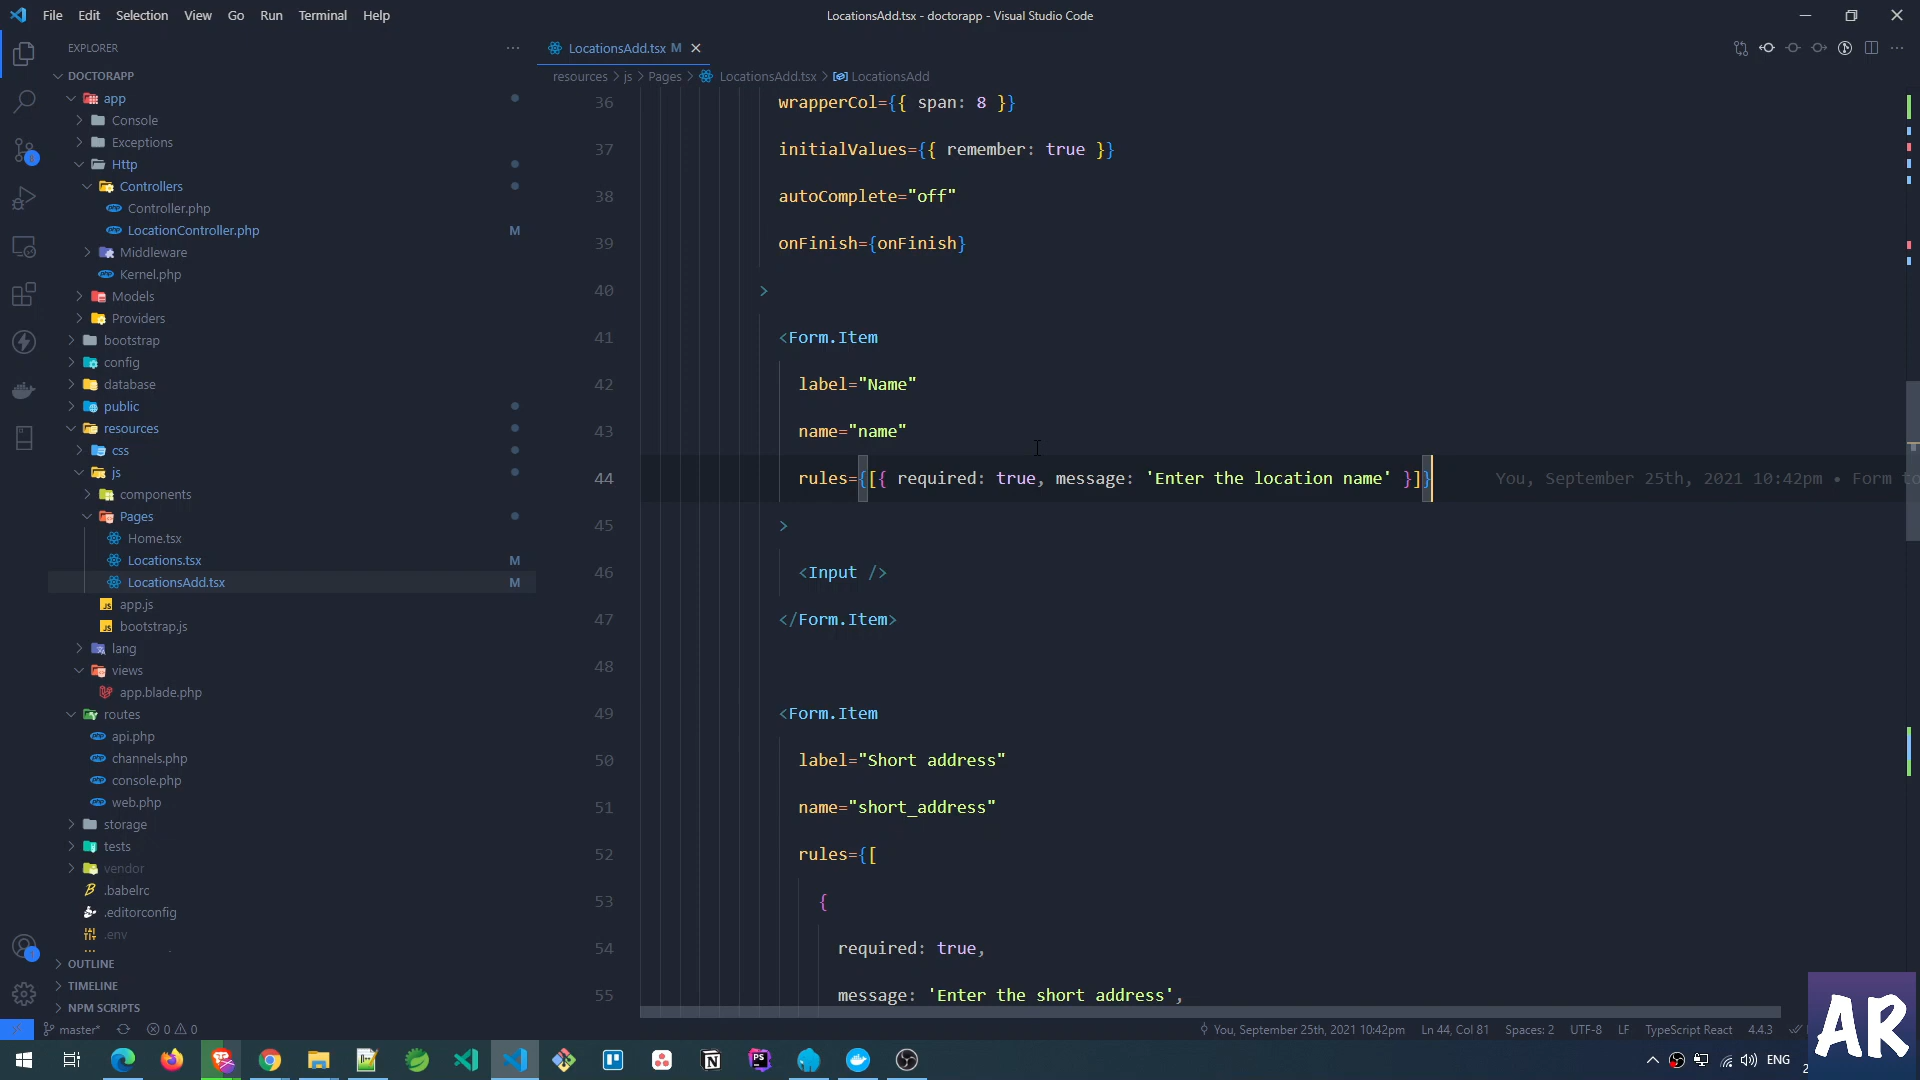 File Edit Selection View Go Run Terminal Help
LocationsAdd.tsx - doctorapp - Visual Studio Code
EXPLORER
DOCTORAPP
app
Console
Exceptions
Http
Controllers
Controller.php
LocationController.php M
Middleware
Kernel.php
Models
Providers
bootstrap
config
database
public
resources
css
js
components
Pages
Home.tsx
Locations.tsx M
LocationsAdd.tsx M
app.js
bootstrap.js
lang
views
app.blade.php
routes
api.php
channels.php
console.php
web.php
storage
tests
vendor
.babelrc
.editorconfig
.env
OUTLINE
TIMELINE
NPM SCRIPTS
LocationsAdd.tsx M
resources > js > Pages > LocationsAdd.tsx > LocationsAdd
36 wrapperCol={{ span: 8 }}
37 initialValues={{ remember: true }}
38 autoComplete="off"
39 onFinish={onFinish}
40 >
41 <Form.Item
42 label="Name"
43 name="name"
44 rules={[{ required: true, message: 'Enter the location name' }]} You, September 25th, 2021 10:42pm • Form to
45 >
46 <Input />
47 </Form.Item>
48
49 <Form.Item
50 label="Short address"
51 name="short_address"
52 rules={[
53 {
54 required: true,
55 message: 'Enter the short address',
master* 0 0 You, September 25th, 2021 10:42pm Ln 44, Col 81 Spaces: 2 UTF-8 LF TypeScript React 4.4.3
ENG
AR